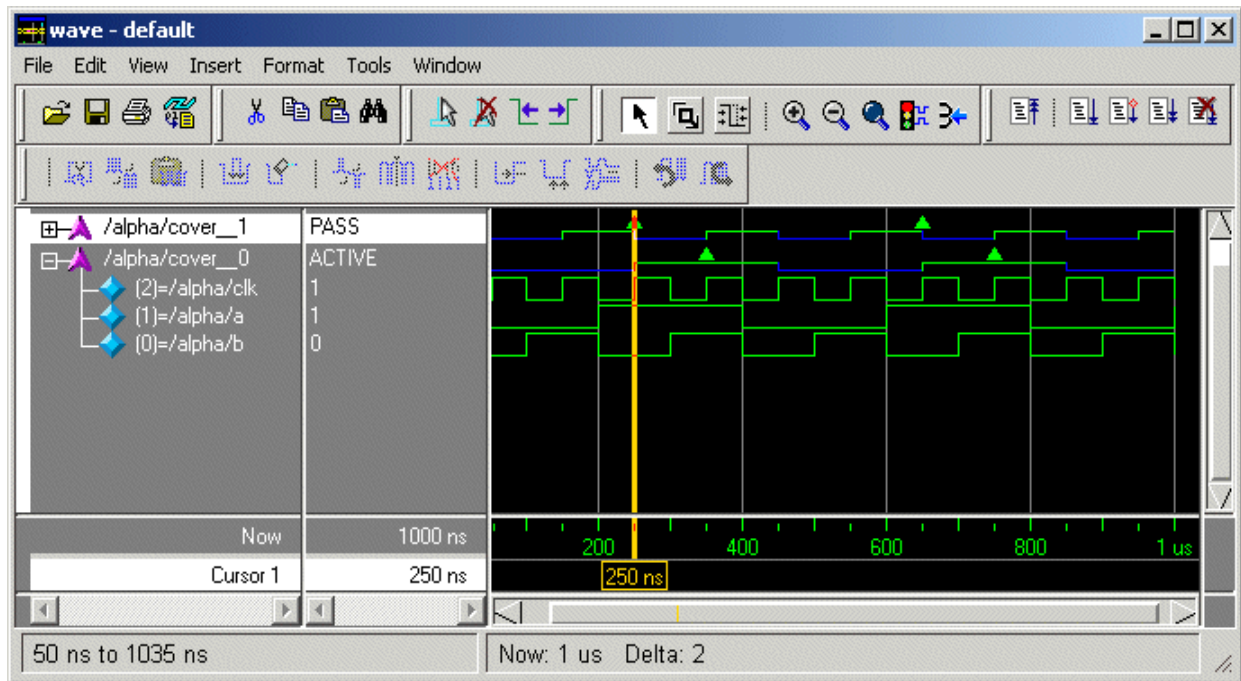 wave - default
File Edit View Insert Format Tools Window
/alpha/cover__1 PASS
/alpha/cover__0 ACTIVE
(2)=/alpha/clk 1
(1)=/alpha/a 1
(0)=/alpha/b 0
Now 1000 ns
200 400 600 800 1 us
Cursor 1 250 ns
250 ns
50 ns to 1035 ns
Now: 1 us Delta: 2